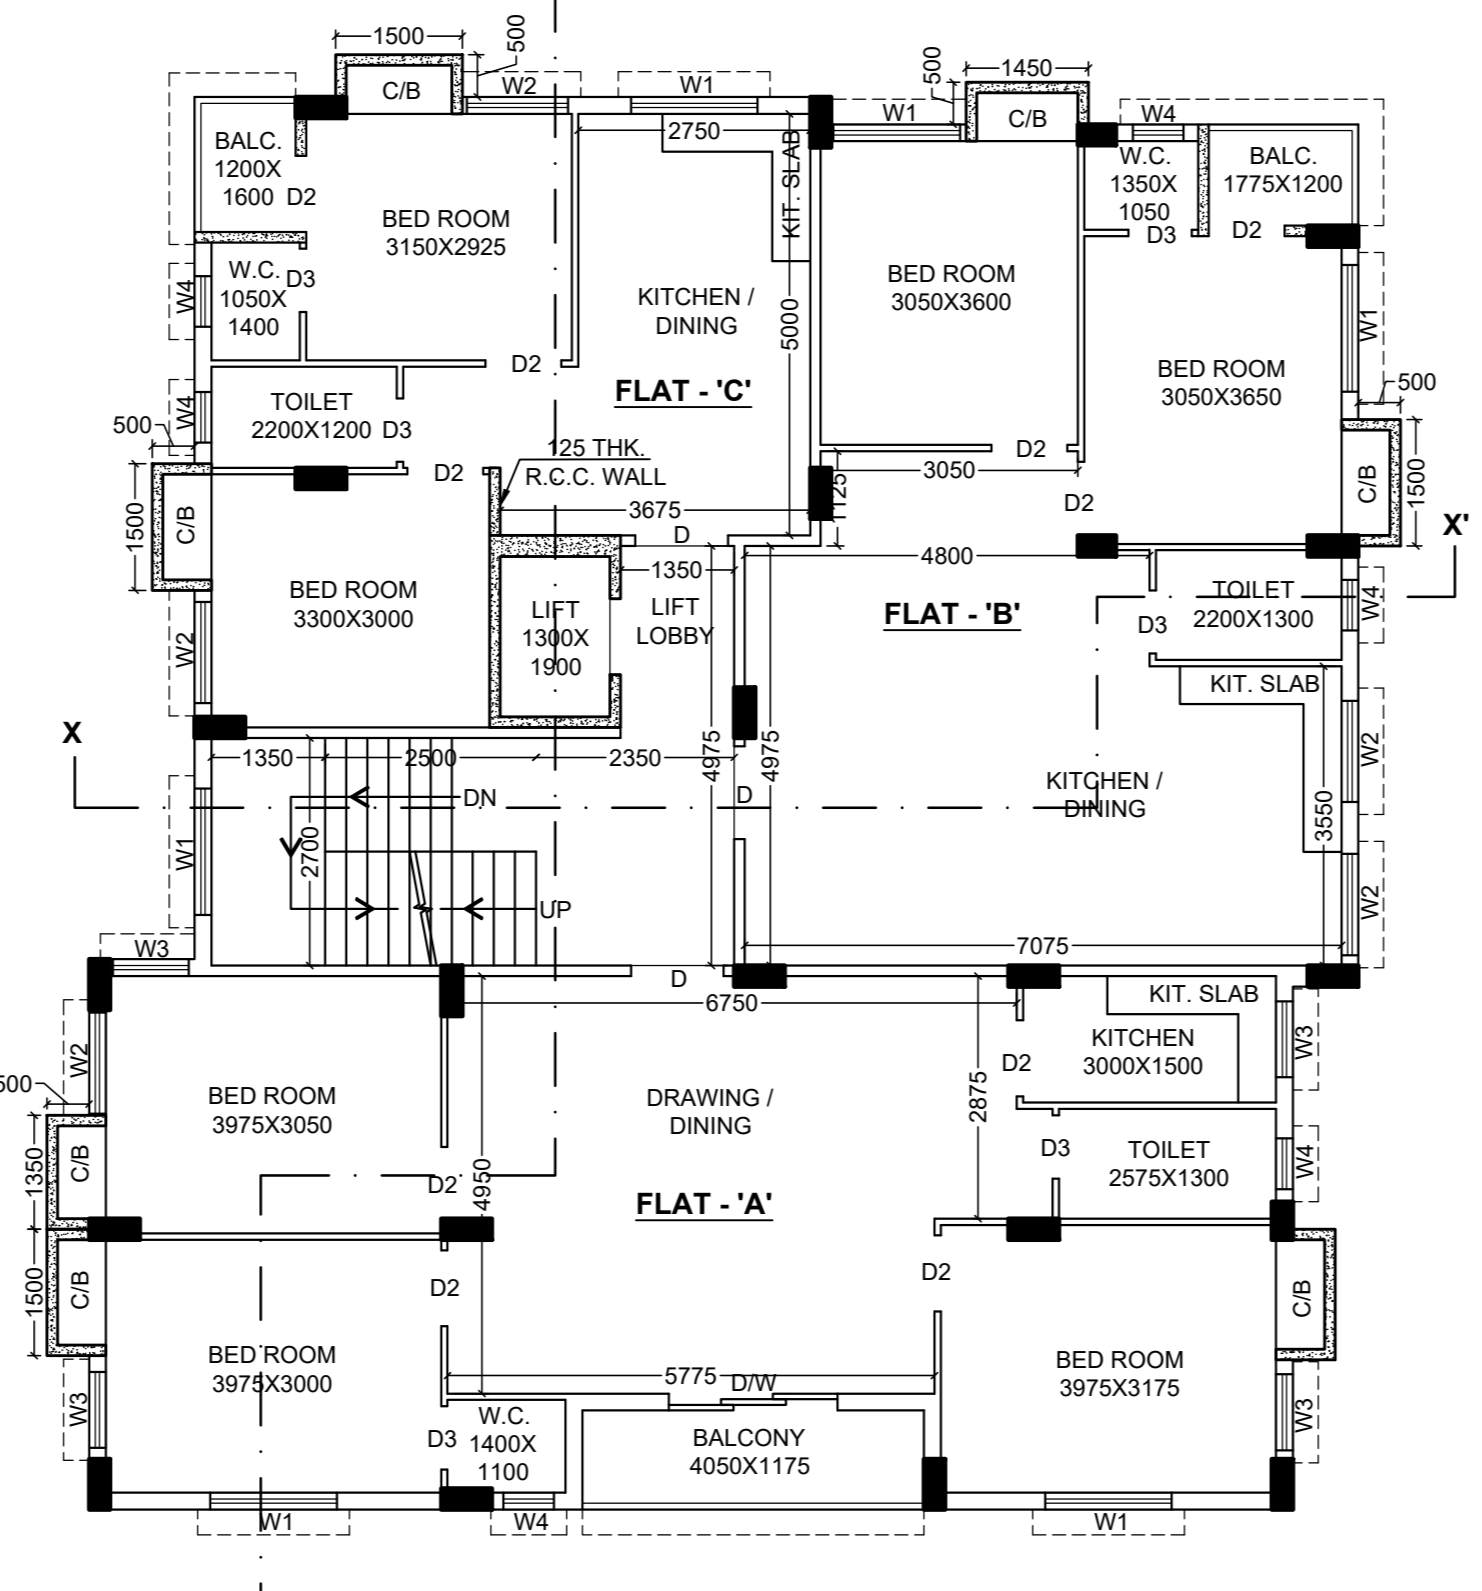 1500
500
C/B
W2
W1
2750
KIT. SLAB
BALC.
1200X
1600
D2
BED ROOM
3150X2925
W.C.
1050X
1400
D3
W4
KITCHEN /
DINING
5000
FLAT - 'C'
D2
TOILET
2200X1200
D3
W4
500
125 THK.
R.C.C. WALL
D2
3675
D
1500
C/B
BED ROOM
3300X3000
W2
LIFT
1300X
1900
1350
LIFT
LOBBY
500
1450
W1
C/B
W4
W.C.
1350X
1050
D3
BALC.
1775X1200
D2
BED ROOM
3050X3600
W1
BED ROOM
3050X3650
500
D2
3050
1125
D2
C/B
1500
X'
4800
FLAT - 'B'
TOILET
2200X1300
D3
W4
KIT. SLAB
W2
KITCHEN /
DINING
3550
W2
7075
X
1350
2500
2350
4975
4975
D
DN
2700
W1
UP
W3
D
6750
KIT. SLAB
KITCHEN
3000X1500
D2
W3
2875
W2
500
BED ROOM
3975X3050
DRAWING /
DINING
1350
C/B
D2
4950
FLAT - 'A'
D3
TOILET
2575X1300
W4
1500
C/B
D2
D2
C/B
BED ROOM
3975X3000
5775
D/W
BED ROOM
3975X3175
W3
W3
D3
W.C.
1400X
1100
BALCONY
4050X1175
W1
W4
W1